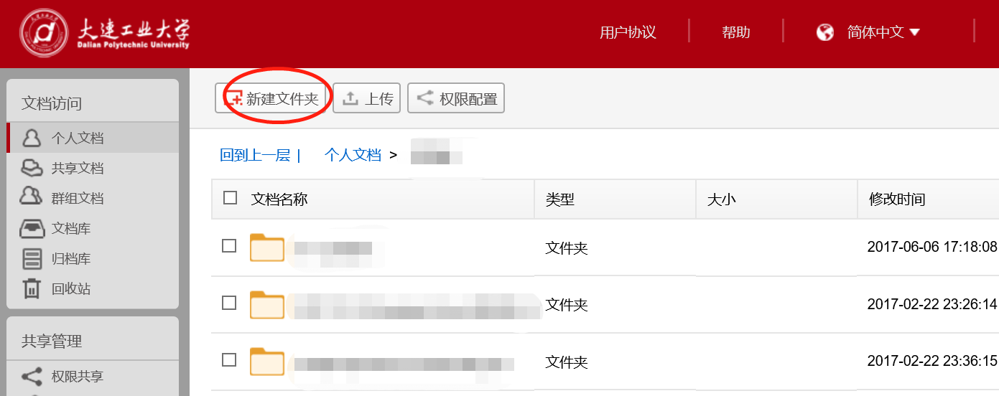 大连工业大学
Dalian Polytechnic University
用户协议 帮助 简体中文
文档访问
个人文档
共享文档
群组文档
文档库
归档库
回收站
共享管理
权限共享
新建文件夹 上传 权限配置
回到上一层 | 个人文档 >
文档名称 类型 大小 修改时间
文件夹 2017-06-06 17:18:08
文件夹 2017-02-22 23:26:14
文件夹 2017-02-22 23:36:15